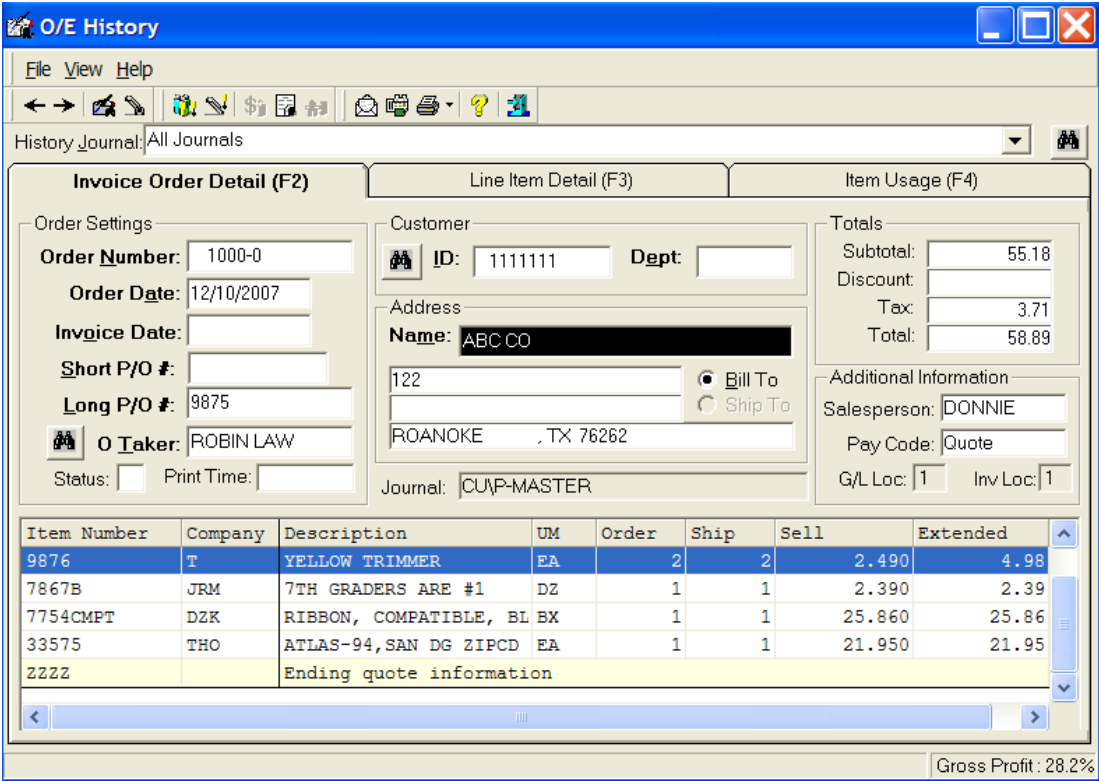 O/E History
File View Help
History Journal: All Journals
Invoice Order Detail (F2) Line Item Detail (F3) Item Usage (F4)
Order Settings
Order Number: 1000-0
Order Date: 12/10/2007
Invoice Date:
Short P/O #:
Long P/O #: 9875
O Taker: ROBIN LAW
Status: Print Time:
Customer
ID: 1111111 Dept:
Address
Name: ABC CO
122
Bill To
Ship To
ROANOKE , TX 76262
Journal: CU\P-MASTER
Totals
Subtotal: 55.18
Discount:
Tax: 3.71
Total: 58.89
Additional Information
Salesperson: DONNIE
Pay Code: Quote
G/L Loc: 1 Inv Loc: 1
Item Number Company Description UM Order Ship Sell Extended
9876 T YELLOW TRIMMER EA 2 2 2.490 4.98
7867B JRM 7TH GRADERS ARE #1 DZ 1 1 2.390 2.39
7754CMPT DZK RIBBON, COMPATIBLE, BL BX 1 1 25.860 25.86
33575 THO ATLAS-94,SAN DG ZIPCD EA 1 1 21.950 21.95
ZZZZ Ending quote information
Gross Profit : 28.2%